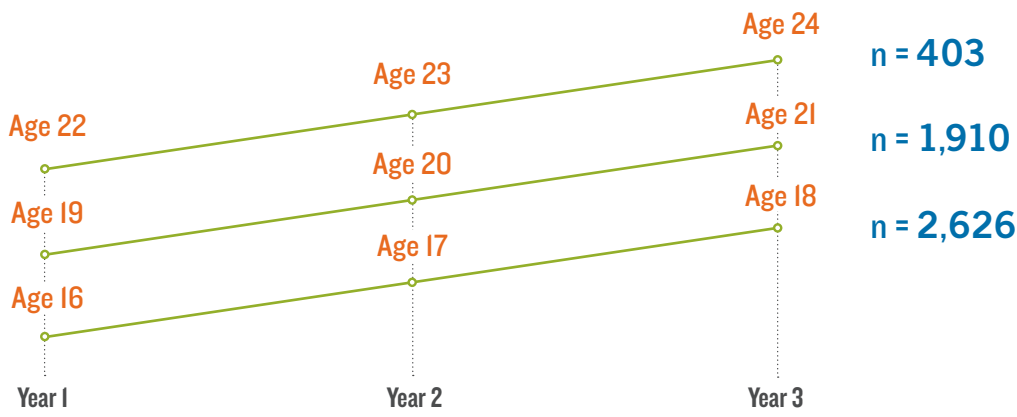 Age 24
n = 403
Age 23
Age 22
Age 21
n = 1,910
Age 20
Age 19
Age 18
n = 2,626
Age 17
Age 16
Year 1
Year 2
Year 3